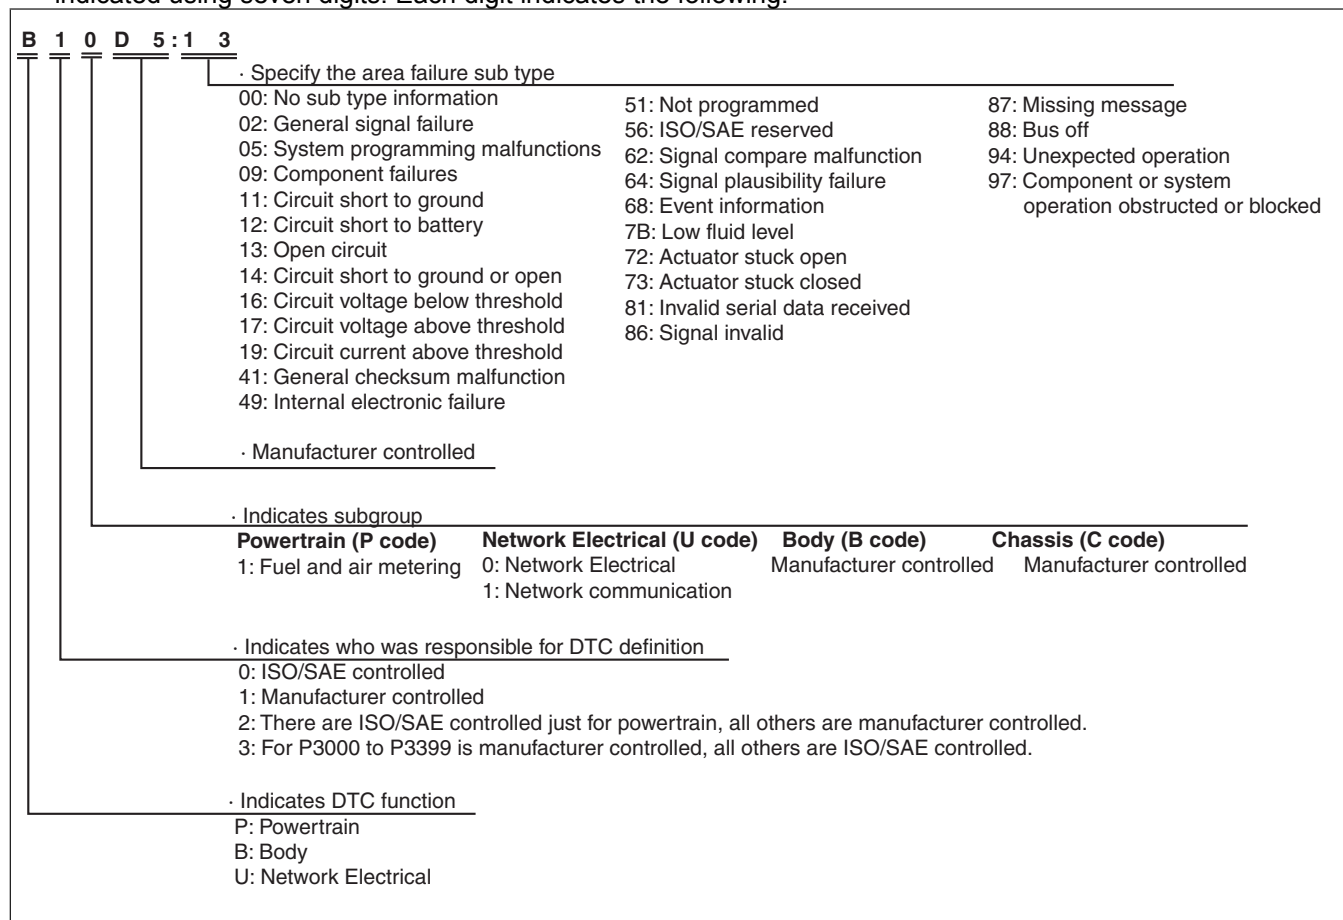 indicated using seven digits. Each digit indicates the following:
B 1 0 D 5 : 1 3
· Specify the area failure sub type
00: No sub type information
02: General signal failure
05: System programming malfunctions
09: Component failures
11: Circuit short to ground
12: Circuit short to battery
13: Open circuit
14: Circuit short to ground or open
16: Circuit voltage below threshold
17: Circuit voltage above threshold
19: Circuit current above threshold
41: General checksum malfunction
49: Internal electronic failure
51: Not programmed
56: ISO/SAE reserved
62: Signal compare malfunction
64: Signal plausibility failure
68: Event information
7B: Low fluid level
72: Actuator stuck open
73: Actuator stuck closed
81: Invalid serial data received
86: Signal invalid
87: Missing message
88: Bus off
94: Unexpected operation
97: Component or system
operation obstructed or blocked
· Manufacturer controlled
· Indicates subgroup
Powertrain (P code)
1: Fuel and air metering
Network Electrical (U code)
0: Network Electrical
1: Network communication
Body (B code)
Manufacturer controlled
Chassis (C code)
Manufacturer controlled
· Indicates who was responsible for DTC definition
0: ISO/SAE controlled
1: Manufacturer controlled
2: There are ISO/SAE controlled just for powertrain, all others are manufacturer controlled.
3: For P3000 to P3399 is manufacturer controlled, all others are ISO/SAE controlled.
· Indicates DTC function
P: Powertrain
B: Body
U: Network Electrical